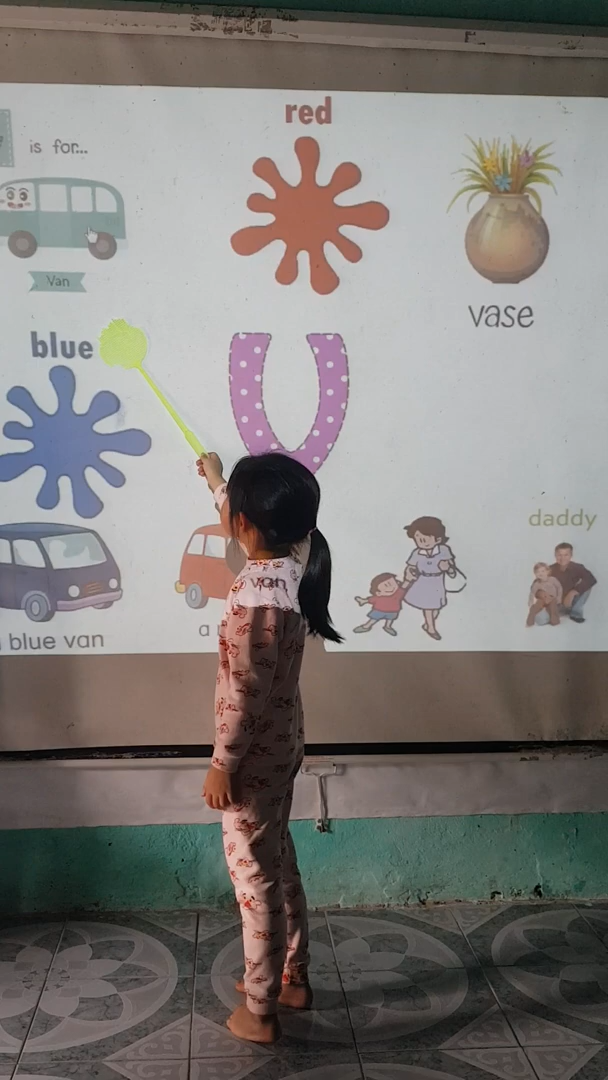 is for...
Van
red
vase
blue
blue van
a
van
daddy